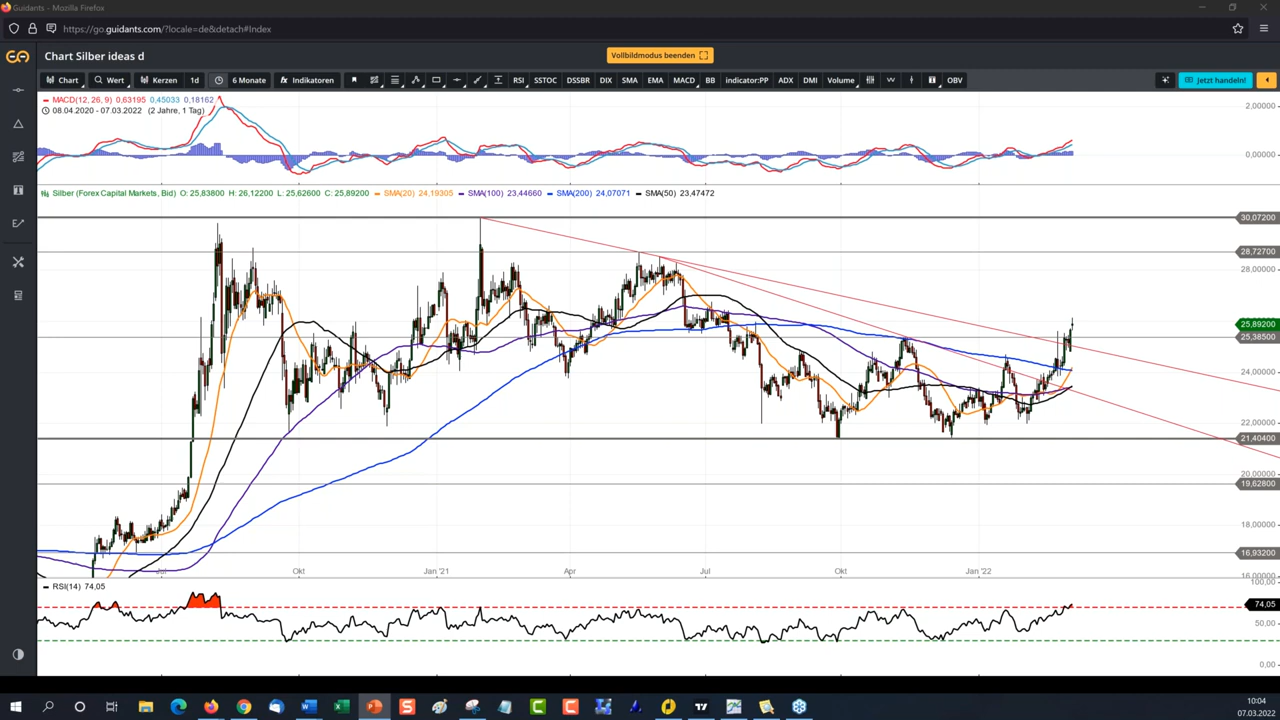 Guidants - Mozilla Firefox
https://go.guidants.com/?locale=de&detach#Index
Chart Silber ideas d
Vollbildmodus beenden
Chart Wert Kerzen 1d 6 Monate fx Indikatoren RSI SSTOC DSSBR DIX SMA EMA MACD BB indicator:PP ADX DMI Volume OBV Jetzt handeln!
MACD(12, 26, 9) 0,63195 0,45033 0,18162
08.04.2020 - 07.03.2022 (2 Jahre, 1 Tag)
2,00000
0,00000
Silber (Forex Capital Markets, Bid) O: 25,83800 H: 26,12200 L: 25,62600 C: 25,89200 SMA(20) 24,19305 SMA(100) 23,44660 SMA(200) 24,07071 SMA(50) 23,47472
30,07200
28,72700
28,00000
25,89200
25,38500
24,00000
22,00000
21,40400
20,00000
19,62800
18,00000
16,93200
16,00000
Jul Okt Jan '21 Apr Jul Okt Jan '22
RSI(14) 74,05
100,00
74,05
50,00
0,00
10:04
07.03.2022